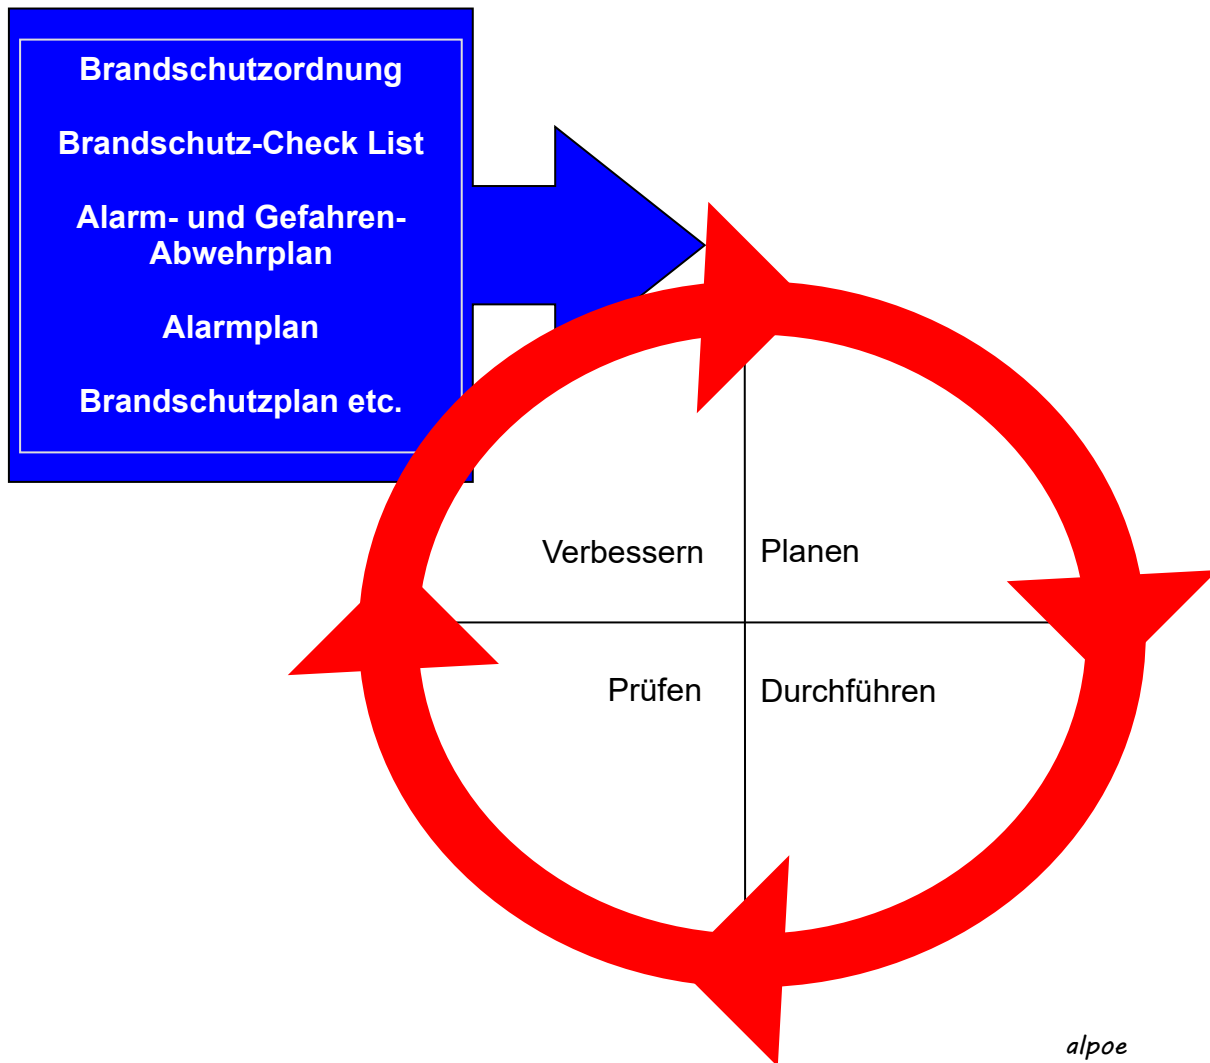 Brandschutzordnung
Brandschutz-Check List
Alarm- und Gefahren-
Abwehrplan
Alarmplan
Brandschutzplan etc.
Verbessern
Planen
Prüfen
Durchführen
alpoe